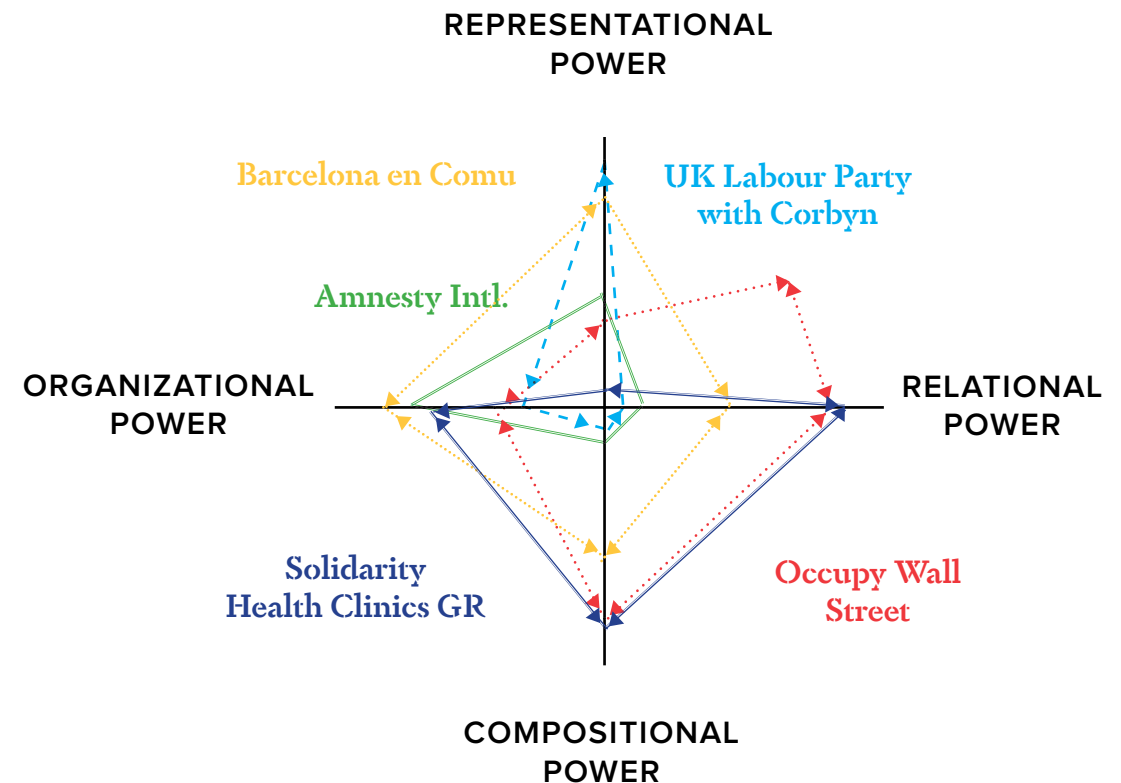 REPRESENTATIONAL
POWER
Barcelona en Comu
UK Labour Party
with Corbyn
Amnesty Intl.
ORGANIZATIONAL
POWER
RELATIONAL
POWER
Solidarity
Health Clinics GR
Occupy Wall
Street
COMPOSITIONAL
POWER